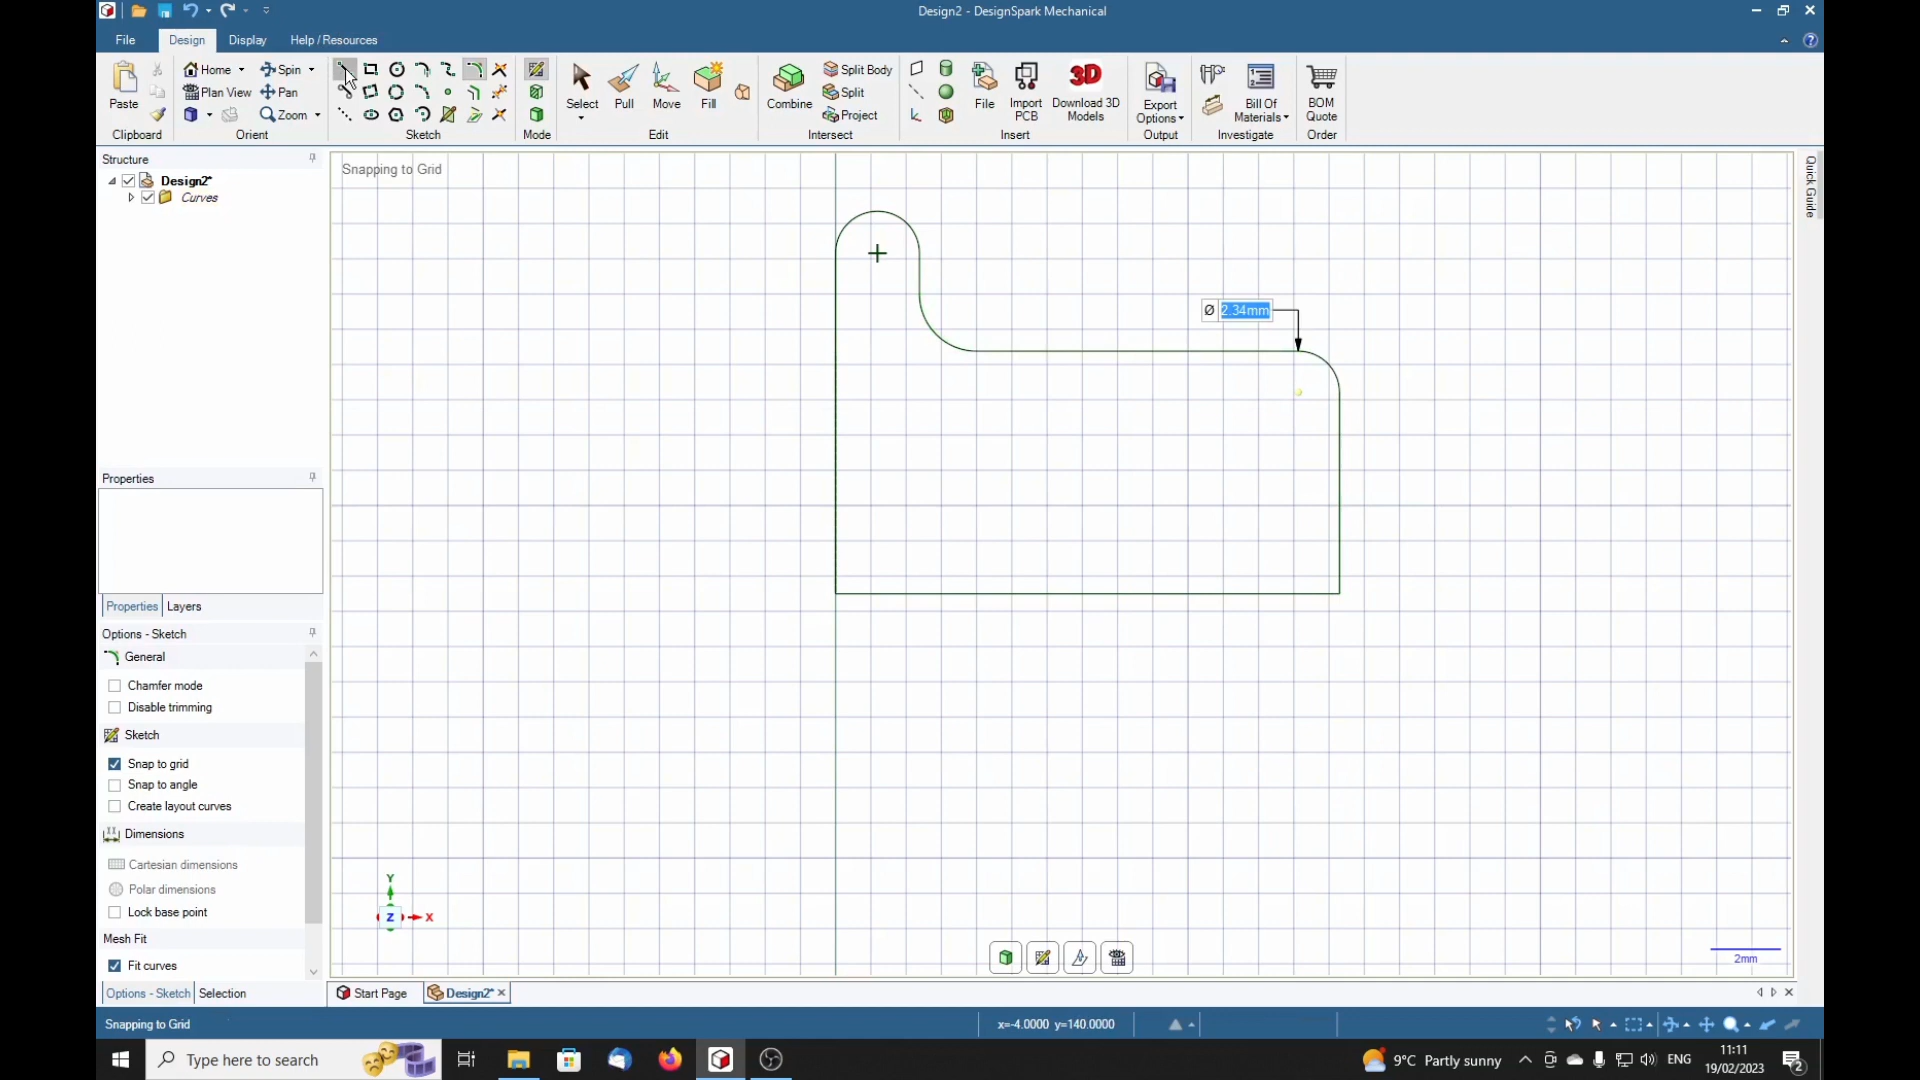 Design2 - DesignSpark Mechanical
File
Design
Display
Help / Resources
Paste
Clipboard
Home
Spin
Plan View
Pan
Zoom
Orient
Sketch
Mode
Select
Pull
Move
Fill
Edit
Combine
Split Body
Split
Project
Intersect
File
Import PCB
Download 3D Models
3D
Insert
Export Options
Output
Bill Of Materials
Investigate
BOM Quote
Order
Structure
Design2*
Curves
Snapping to Grid
Quick Guide
Ø 2.34mm
Properties
Properties
Layers
Options - Sketch
General
Chamfer mode
Disable trimming
Sketch
Snap to grid
Snap to angle
Create layout curves
Dimensions
Cartesian dimensions
Polar dimensions
Lock base point
Mesh Fit
Fit curves
Y
Z
X
2mm
Options - Sketch
Selection
Start Page
Design2*
Snapping to Grid
x=-4.0000 y=140.0000
Type here to search
9°C Partly sunny
ENG
11:11
19/02/2023
2